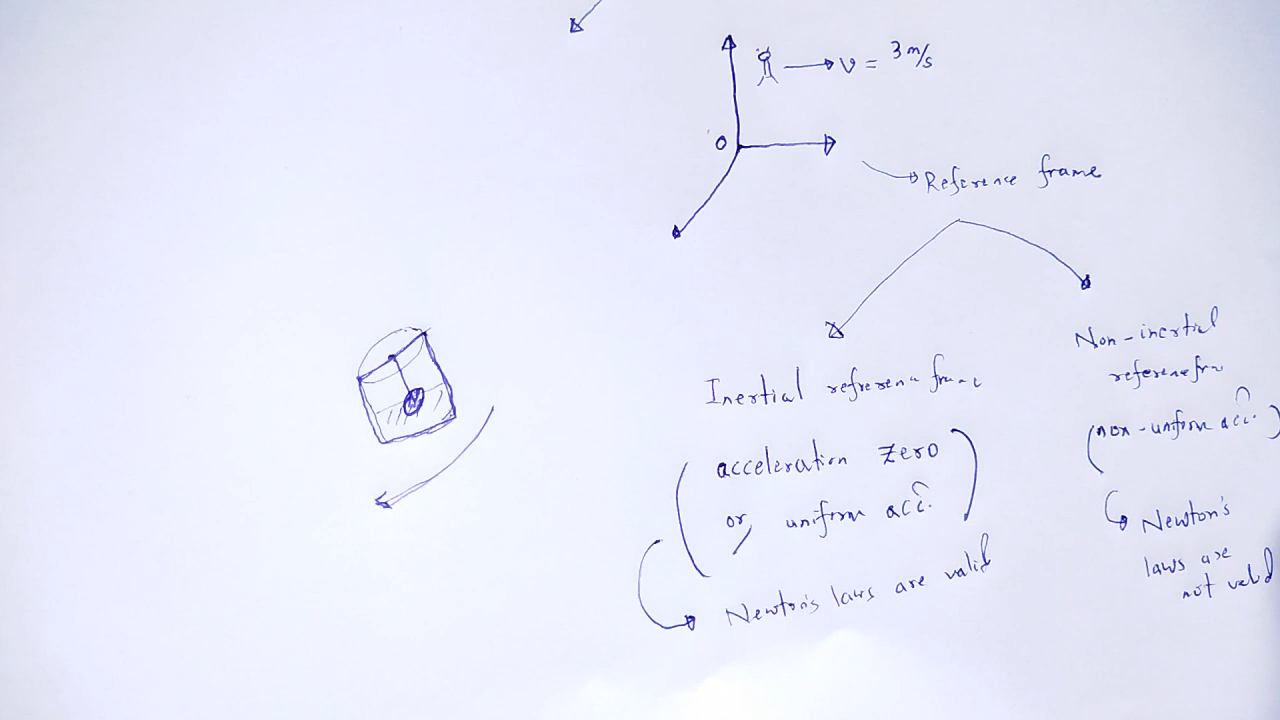 v = 3 m/s
O
Reference frame
Inertial reference frame
(acceleration zero
or, uniform acc.)
Newton's laws are valid
Non-inertial
reference fra
(non-uniform acc.)
Newton's
laws are
not valid